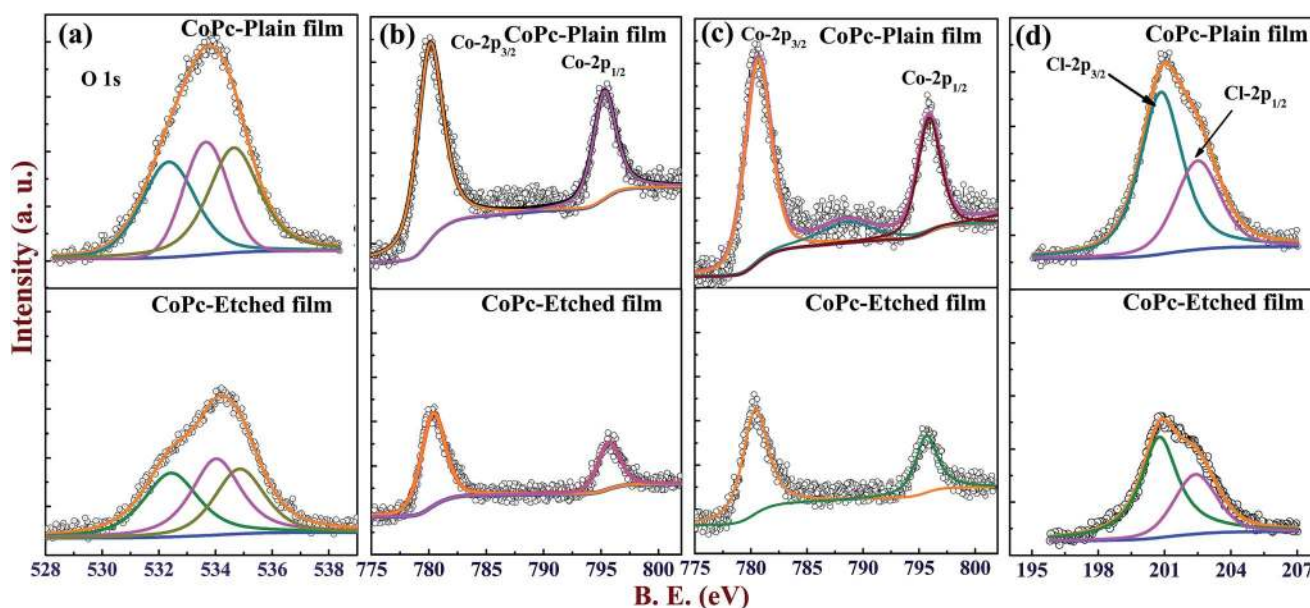 (a)
CoPc-Plain film
O 1s
(b)
CoPc-Plain film
Co-2p3/2
Co-2p1/2
(c)
Co-2p3/2
CoPc-Plain film
Co-2p1/2
(d)
CoPc-Plain film
Cl-2p3/2
Cl-2p1/2
Intensity (a. u.)
CoPc-Etched film
CoPc-Etched film
CoPc-Etched film
CoPc-Etched film
528 530 532 534 536 538
775 780 785 790 795 800
775 780 785 790 795 800
195 198 201 204 207
B. E. (eV)